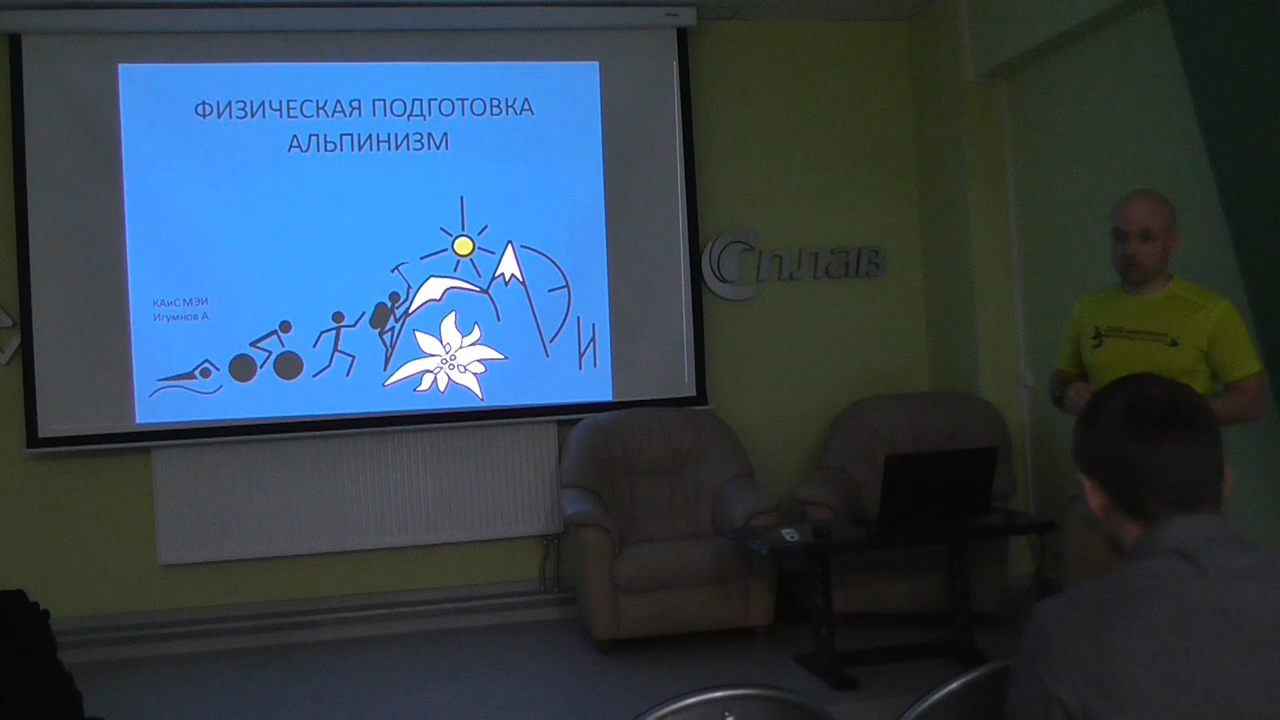 ФИЗИЧЕСКАЯ ПОДГОТОВКА
АЛЬПИНИЗМ
КАиС МЭИ
Игумнов А.
Э
И
Сплав